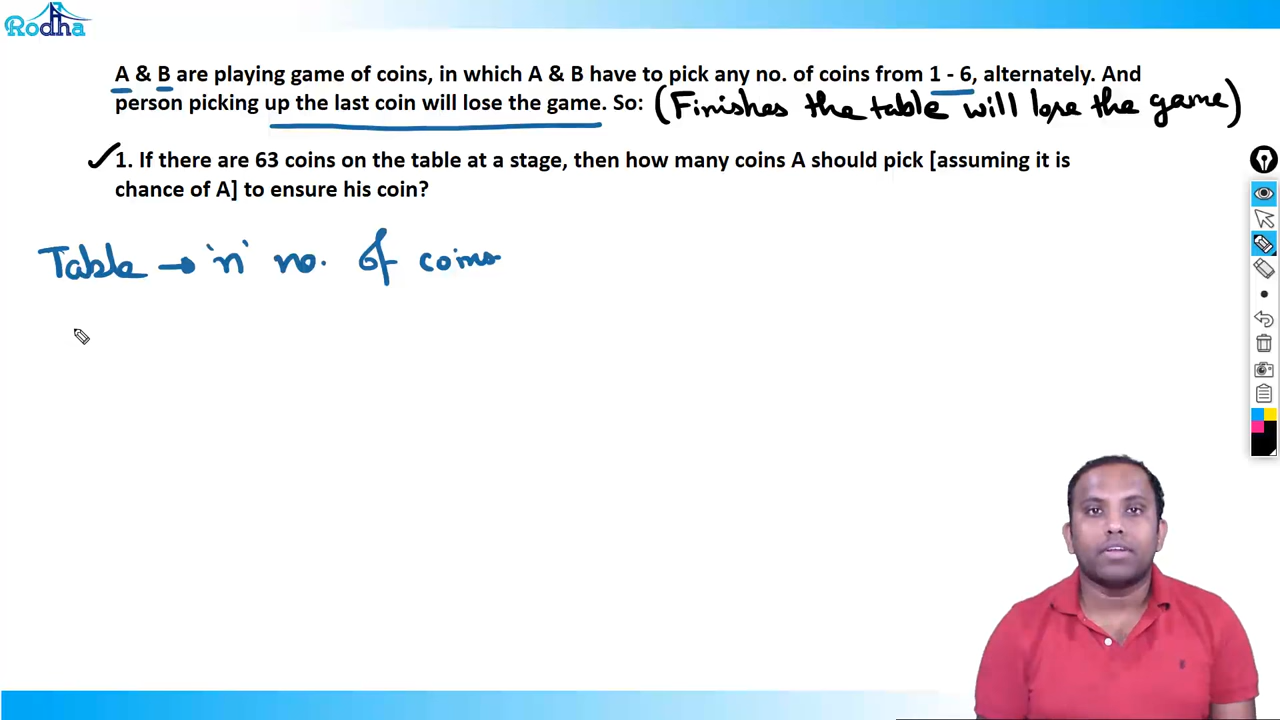 Rodha
A & B are playing game of coins, in which A & B have to pick any no. of coins from 1 - 6, alternately. And
person picking up the last coin will lose the game. So: (Finishes the table will lose the game)
1. If there are 63 coins on the table at a stage, then how many coins A should pick [assuming it is
chance of A] to ensure his coin?
Table → 'n' no. of coins